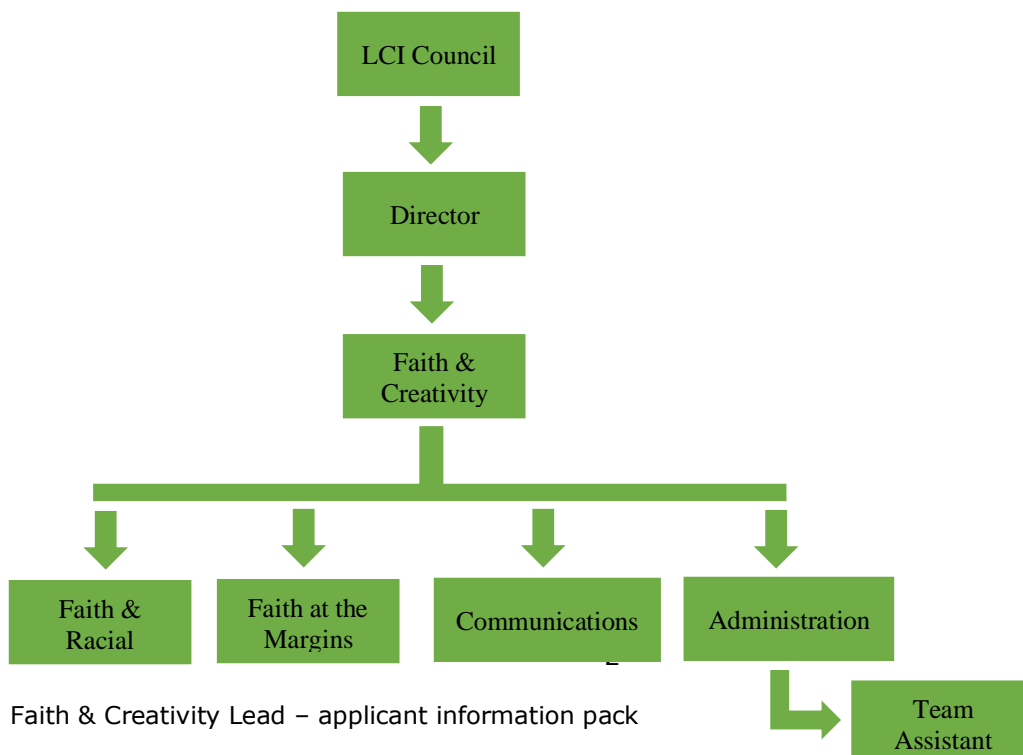 LCI Council
Director
Faith &
Creativity
Faith &
Racial
Faith at the
Margins
Communications
Administration
Faith & Creativity Lead – applicant information pack
Team
Assistant